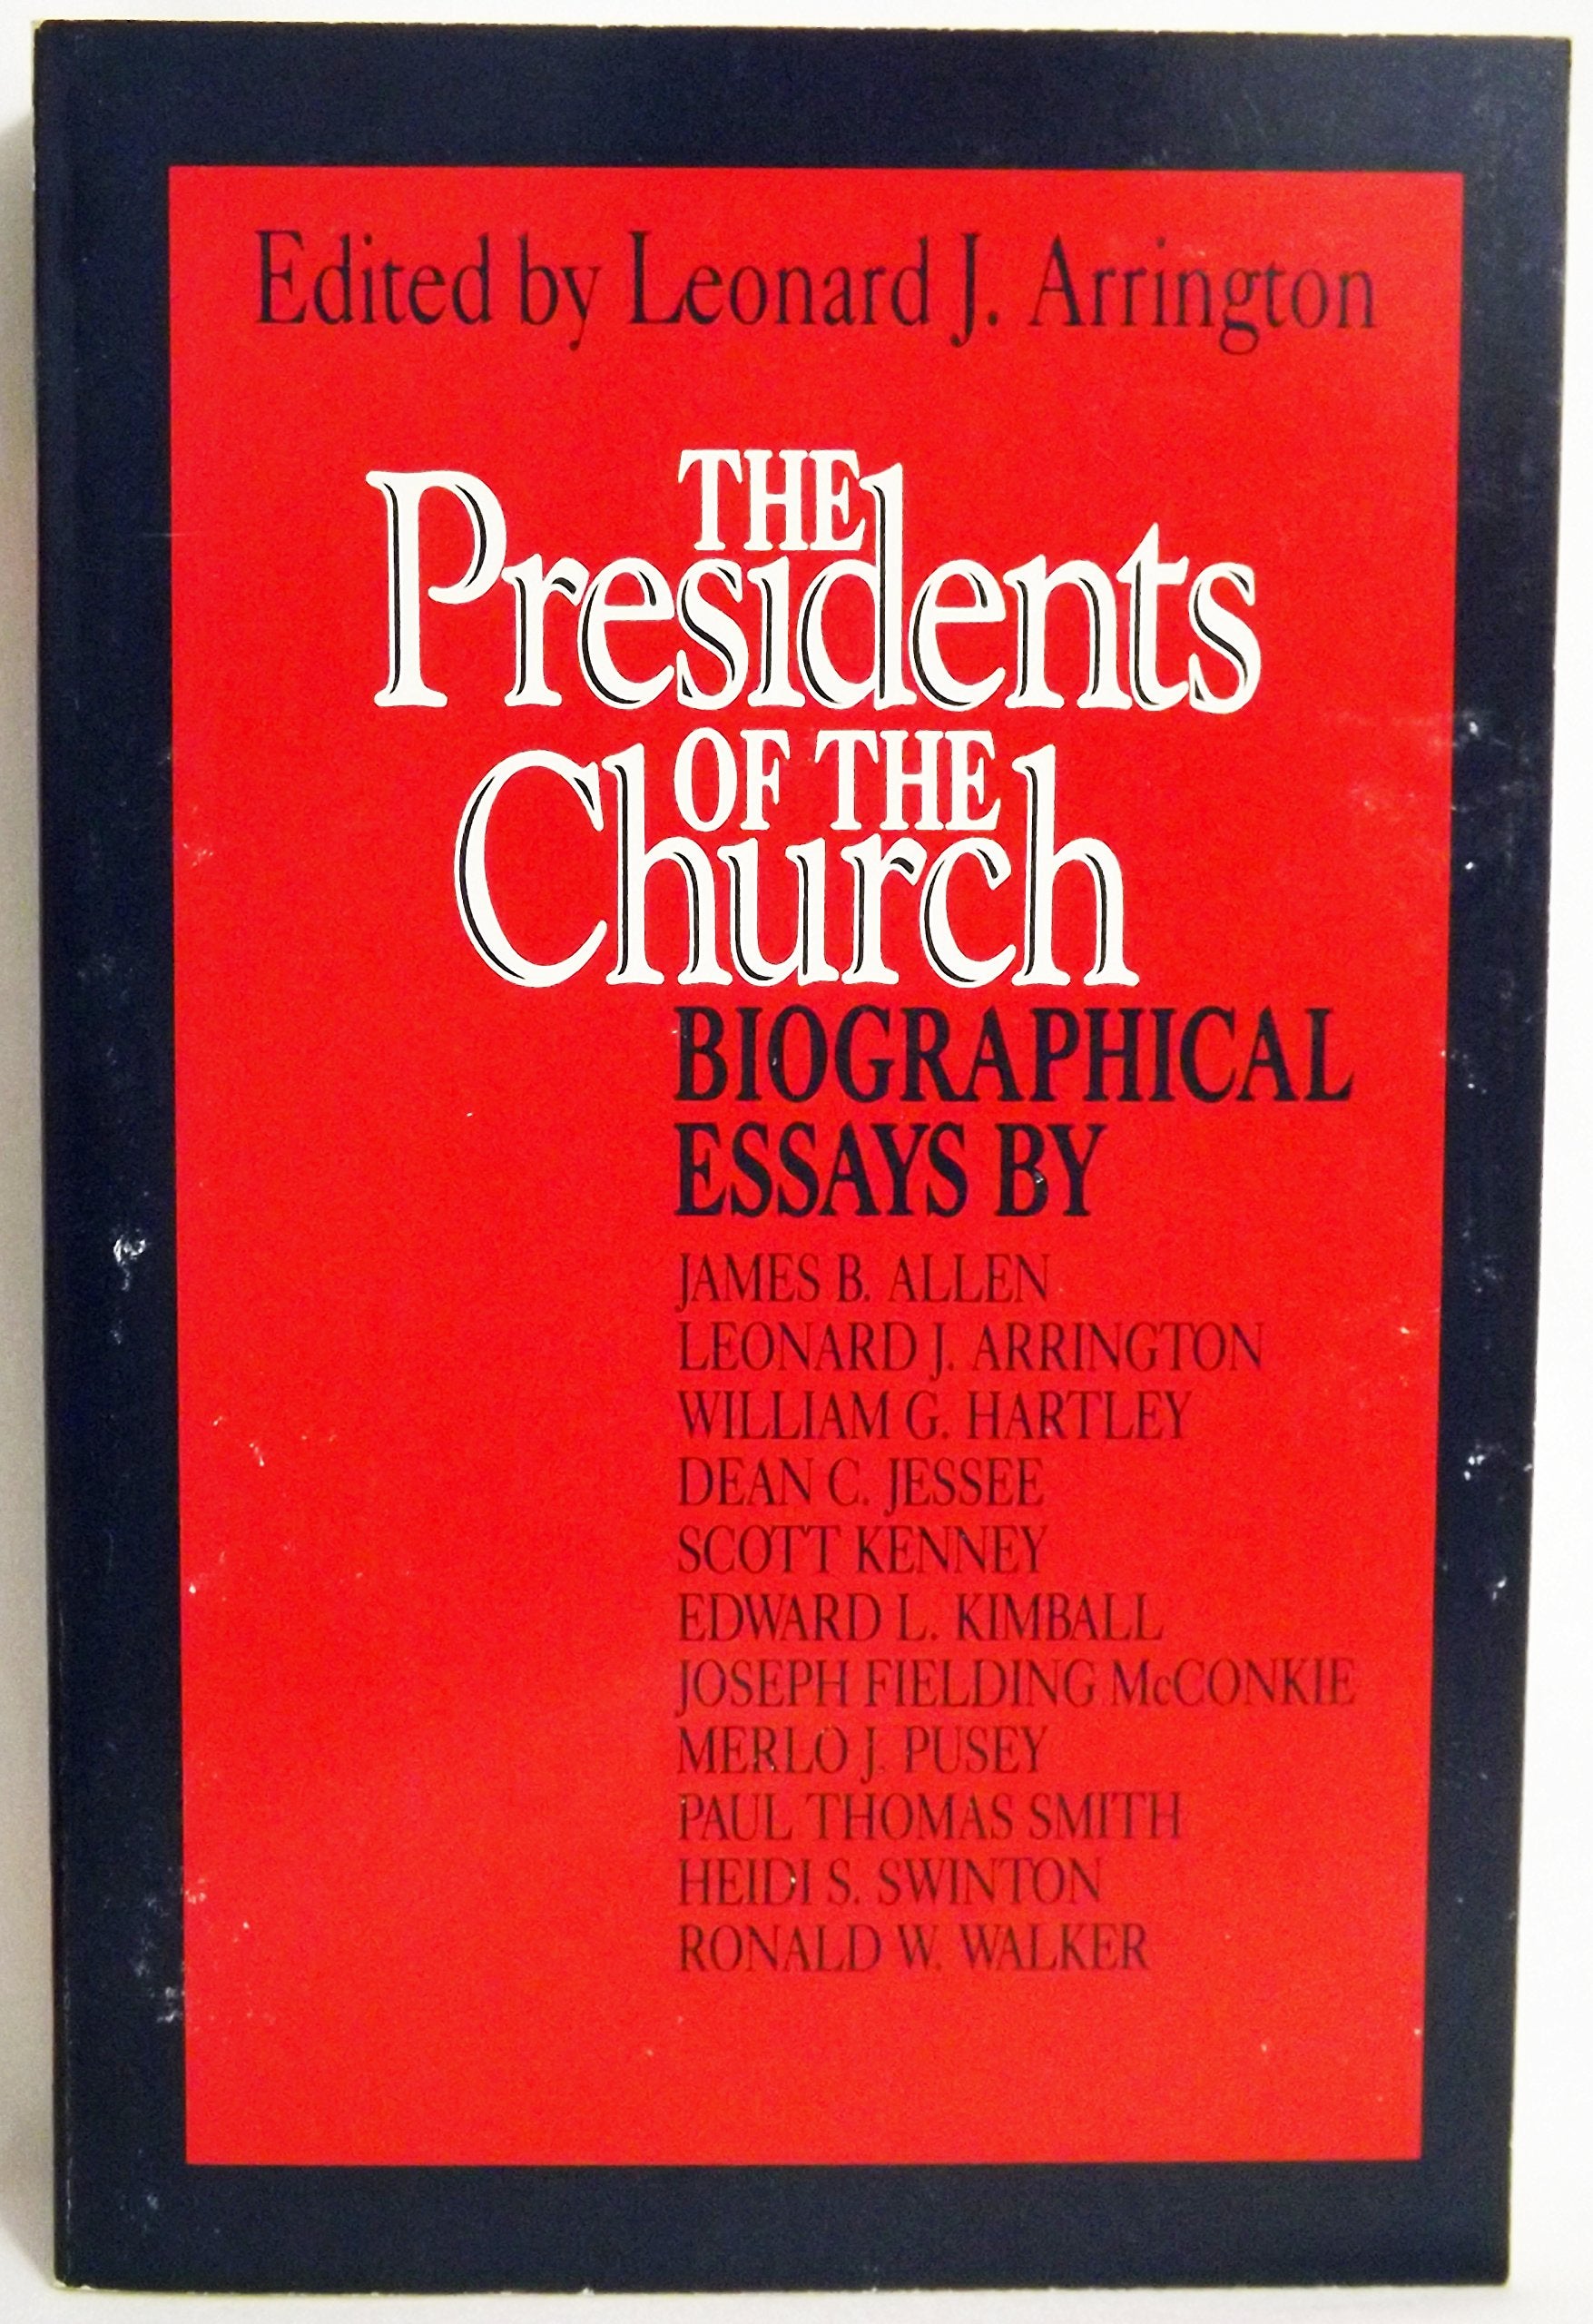 Edited by Leonard J. Arrington
THE
Presidents
OF THE
Church
BIOGRAPHICAL
ESSAYS BY
JAMES B. ALLEN
LEONARD J. ARRINGTON
WILLIAM G. HARTLEY
DEAN C. JESSEE
SCOTT KENNEY
EDWARD L. KIMBALL
JOSEPH FIELDING McCONKIE
MERLO J. PUSEY
PAUL THOMAS SMITH
HEIDI S. SWINTON
RONALD W. WALKER